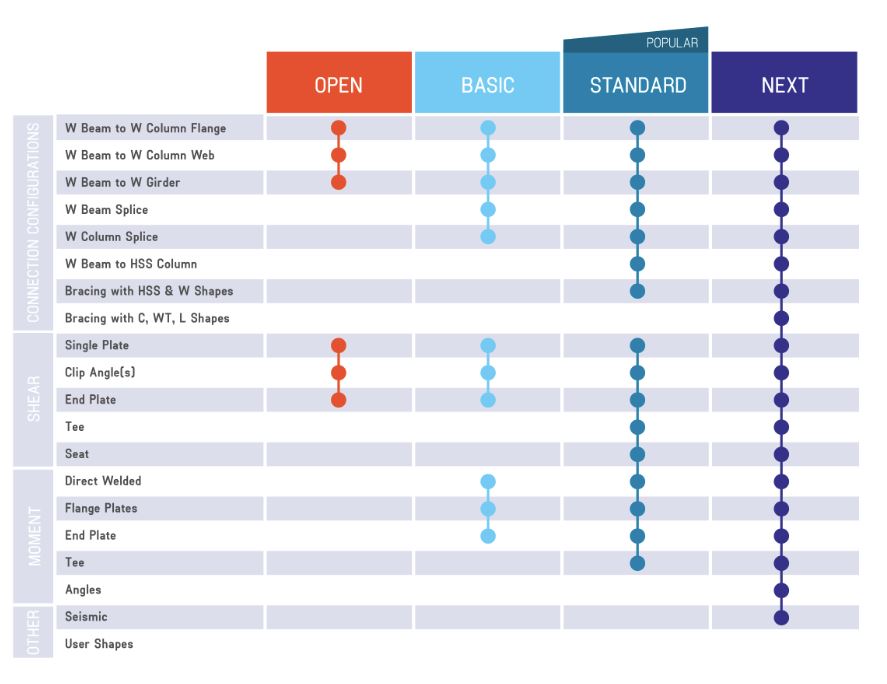 POPULAR
OPEN BASIC STANDARD NEXT
CONNECTION CONFIGURATIONS
W Beam to W Column Flange
W Beam to W Column Web
W Beam to W Girder
W Beam Splice
W Column Splice
W Beam to HSS Column
Bracing with HSS & W Shapes
Bracing with C, WT, L Shapes
SHEAR
Single Plate
Clip Angle(s)
End Plate
Tee
Seat
MOMENT
Direct Welded
Flange Plates
End Plate
Tee
Angles
OTHER
Seismic
User Shapes